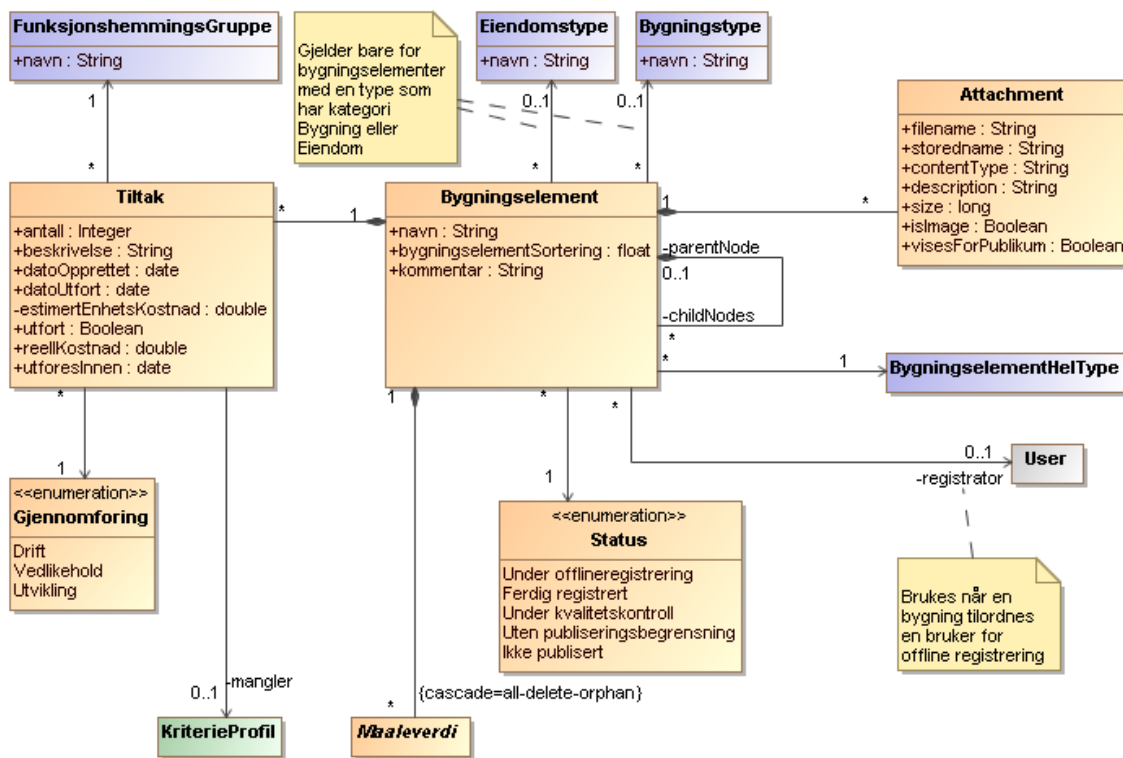 FunksjonshemmingsGruppe
+navn : String
Gjelder bare for
bygningselementer
med en type som
har kategori
Bygning eller
Eiendom
Eiendomstype
+navn : String
Bygningstype
+navn : String
1
*
0..1
*
0..1
*
Attachment
+filename : String
+storedname : String
+contentType : String
+description : String
+size : long
+isImage : Boolean
+visesForPublikum : Boolean
Tiltak
+antall : Integer
+beskrivelse : String
+datoOpprettet : date
+datoUtfort : date
-estimertEnhetsKostnad : double
+utfort : Boolean
+reellKostnad : double
+utforesInnen : date
*
1
Bygningselement
+navn : String
+bygningselementSortering : float
+kommentar : String
1
*
-parentNode
0..1
-childNodes
*
*
1
BygningselementHelType
*
1
<<enumeration>>
Gjennomforing
Drift
Vedlikehold
Utvikling
-mangler
0..1
KriterieProfil
1
{cascade=all-delete-orphan}
*
Maaleverdi
*
1
<<enumeration>>
Status
Under offlineregistrering
Ferdig registrert
Under kvalitetskontroll
Uten publiseringsbegrensning
Ikke publisert
*
0..1
-registrator
User
Brukes når en
bygning tilordnes
en bruker for
offline registrering